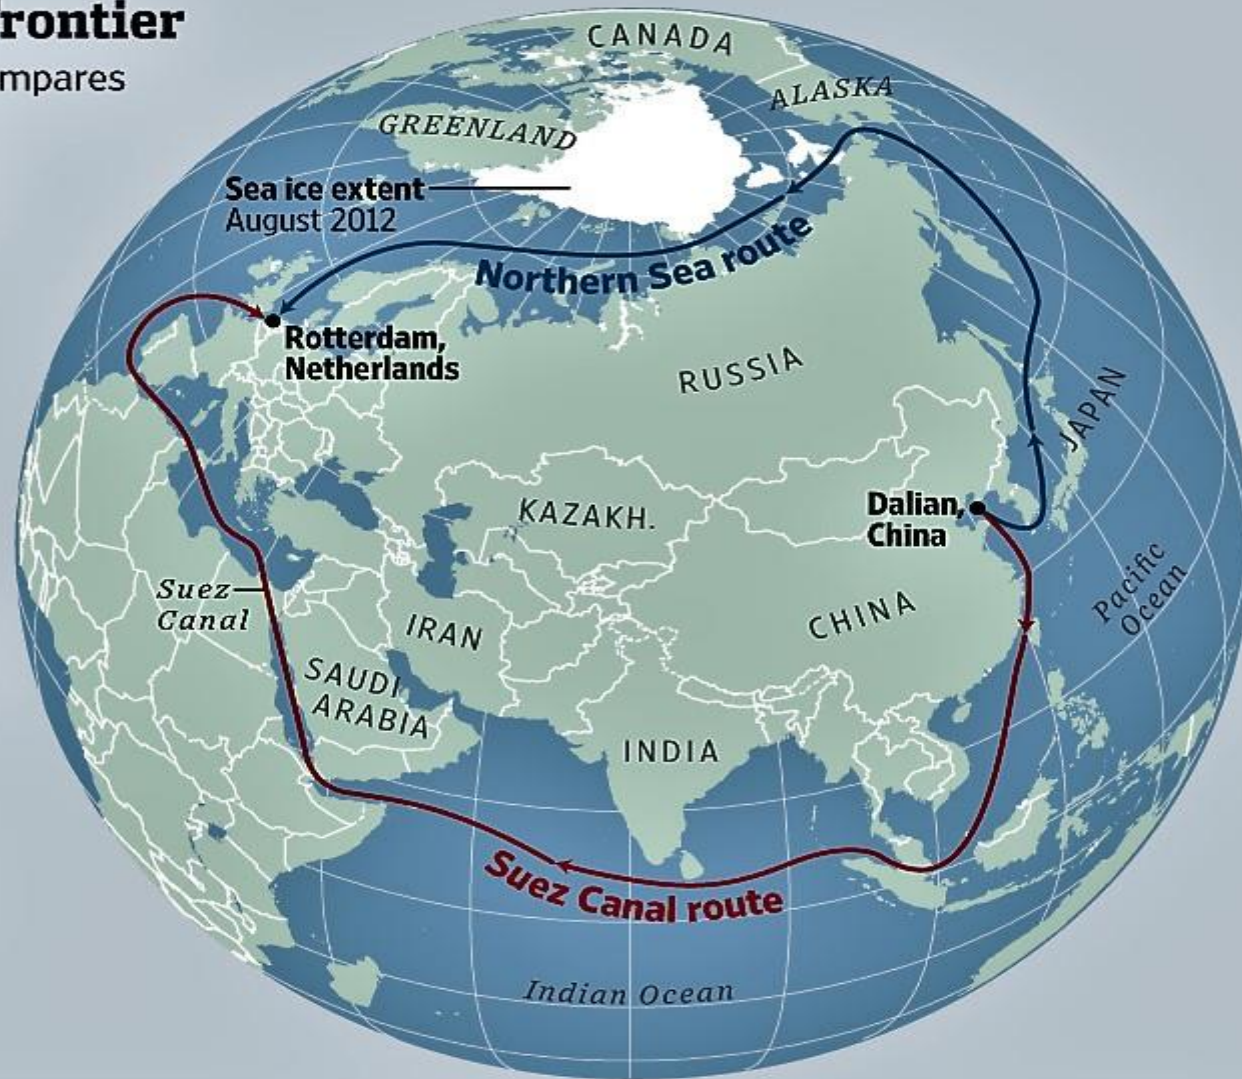 rontier
mpares
CANADA
ALASKA
GREENLAND
Sea ice extent
August 2012
Northern Sea route
Rotterdam,
Netherlands
RUSSIA
JAPAN
KAZAKH.
Dalian,
China
Pacific
Ocean
Suez
Canal
IRAN
CHINA
SAUDI
ARABIA
INDIA
Suez Canal route
Indian Ocean